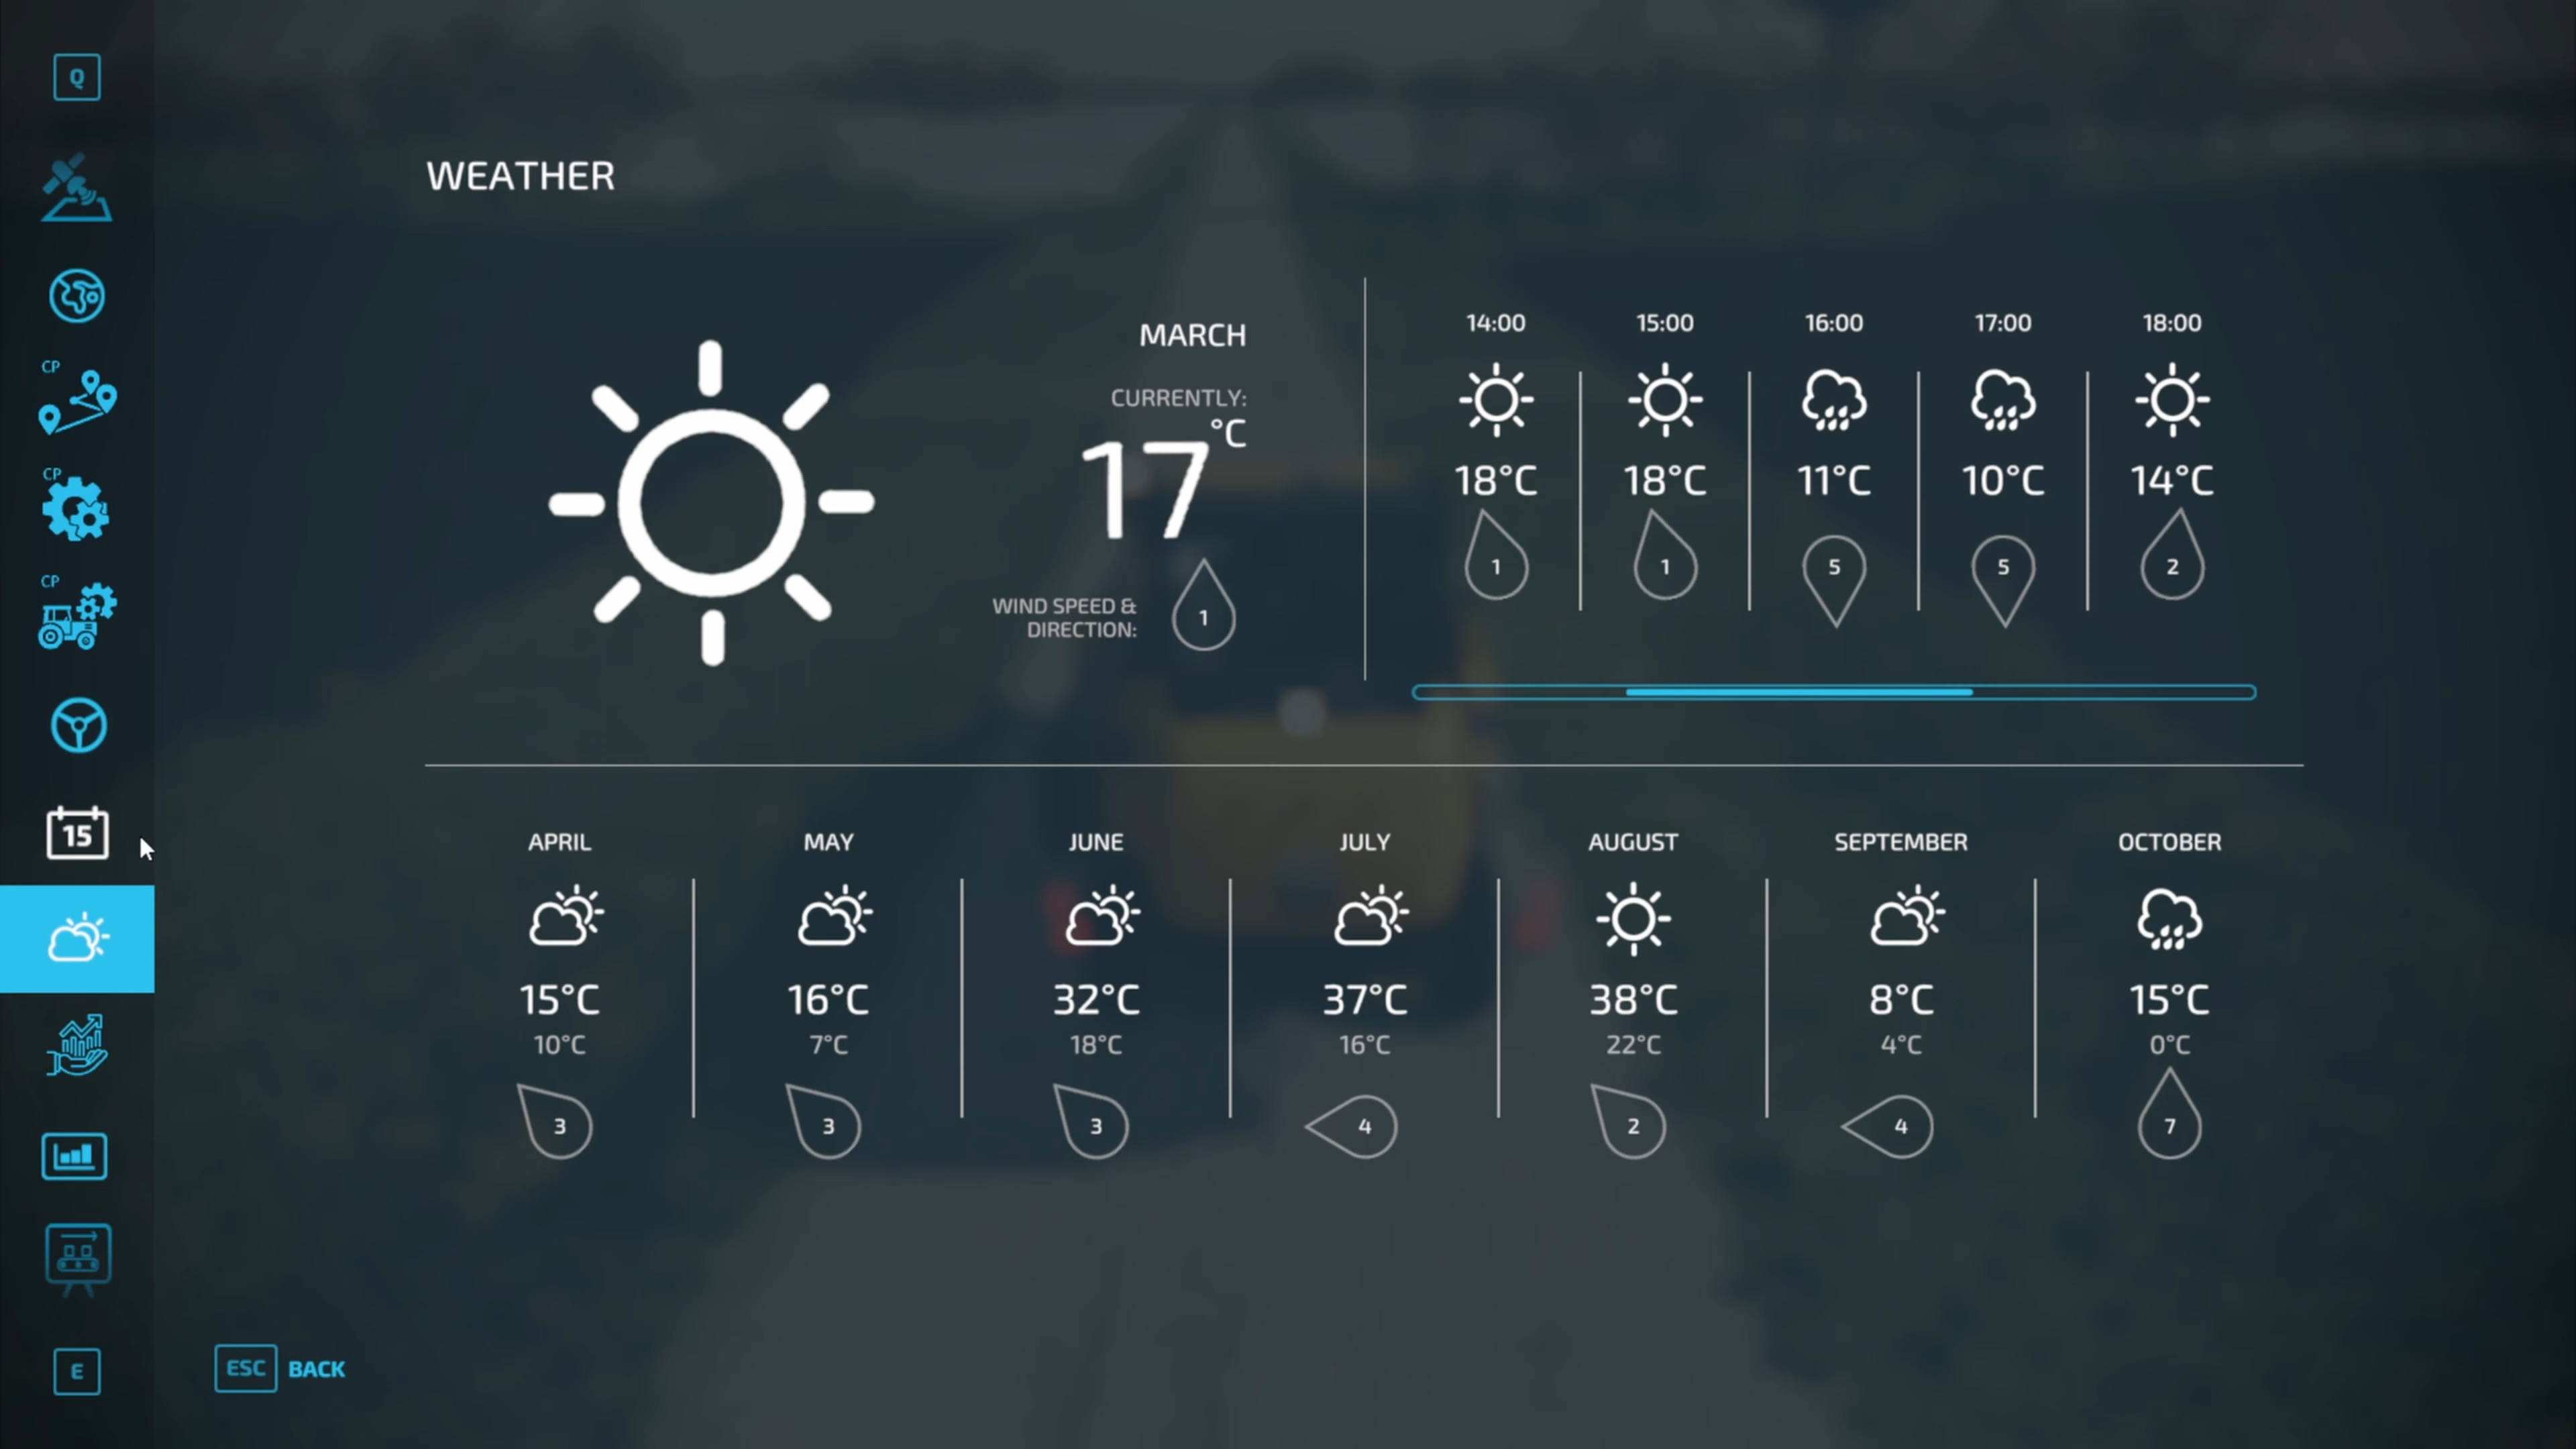 Q
CP
CP
CP
15
E
ESC BACK
WEATHER
MARCH
CURRENTLY:
17°C
WIND SPEED &
DIRECTION:
1
14:00 15:00 16:00 17:00 18:00
18°C 18°C 11°C 10°C 14°C
1 1 5 5 2
APRIL MAY JUNE JULY AUGUST SEPTEMBER OCTOBER
15°C 16°C 32°C 37°C 38°C 8°C 15°C
10°C 7°C 18°C 16°C 22°C 4°C 0°C
3 3 3 4 2 4 7